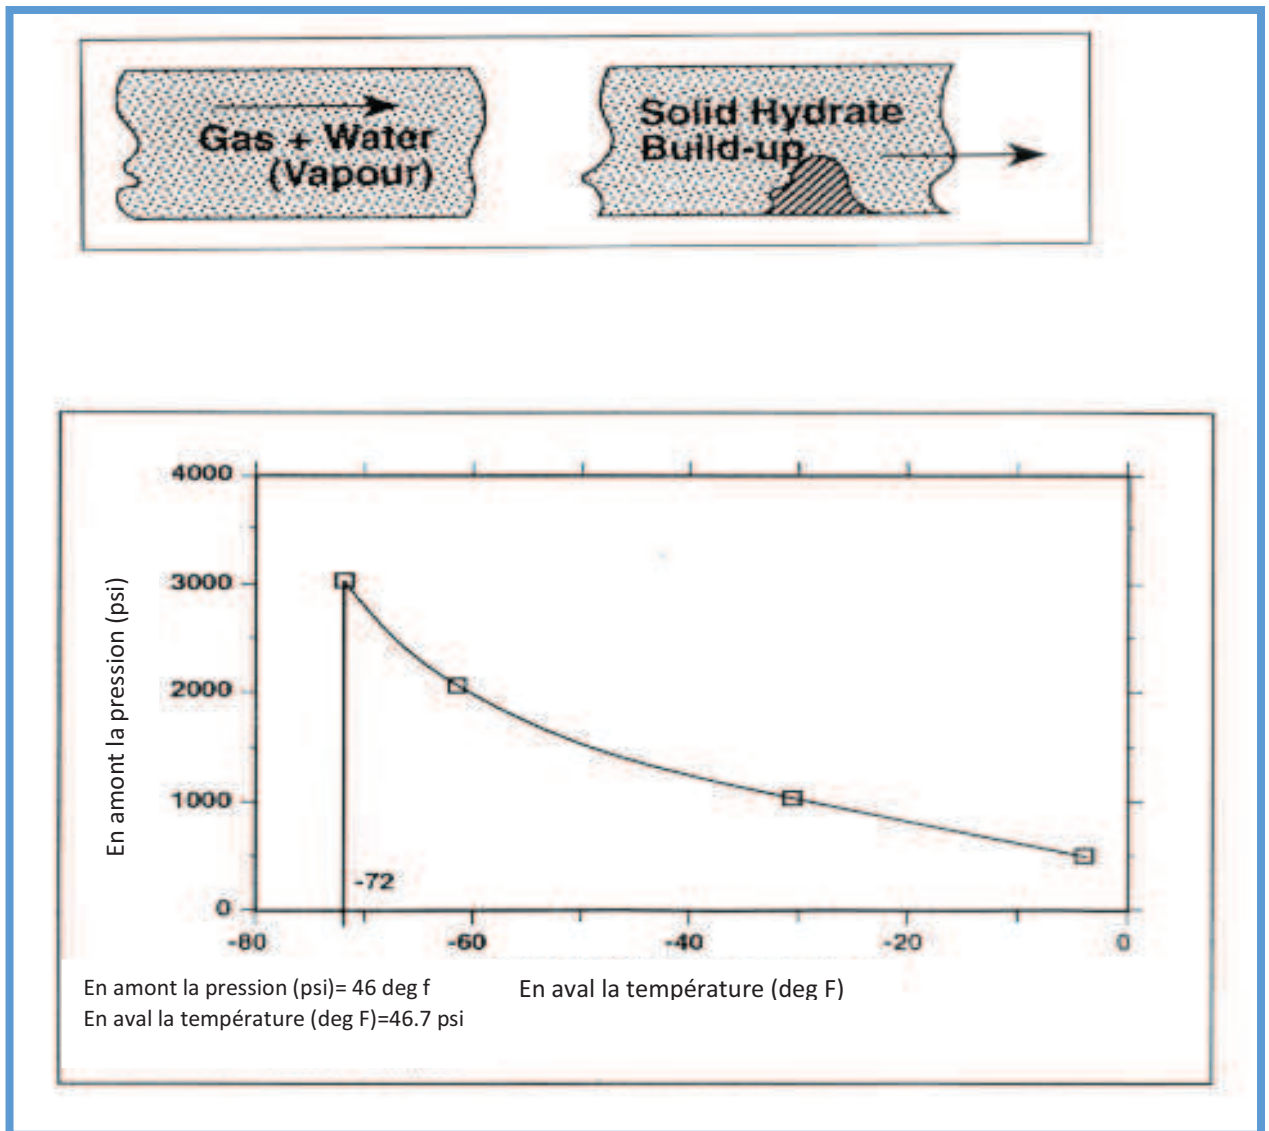 Gas + Water
(Vapour)
Solid Hydrate
Build-up
En amont la pression (psi)
4000
3000
2000
1000
0
-72
-80
-60
-40
-20
0
En aval la température (deg F)
En amont la pression (psi)= 46 deg f
En aval la température (deg F)=46.7 psi